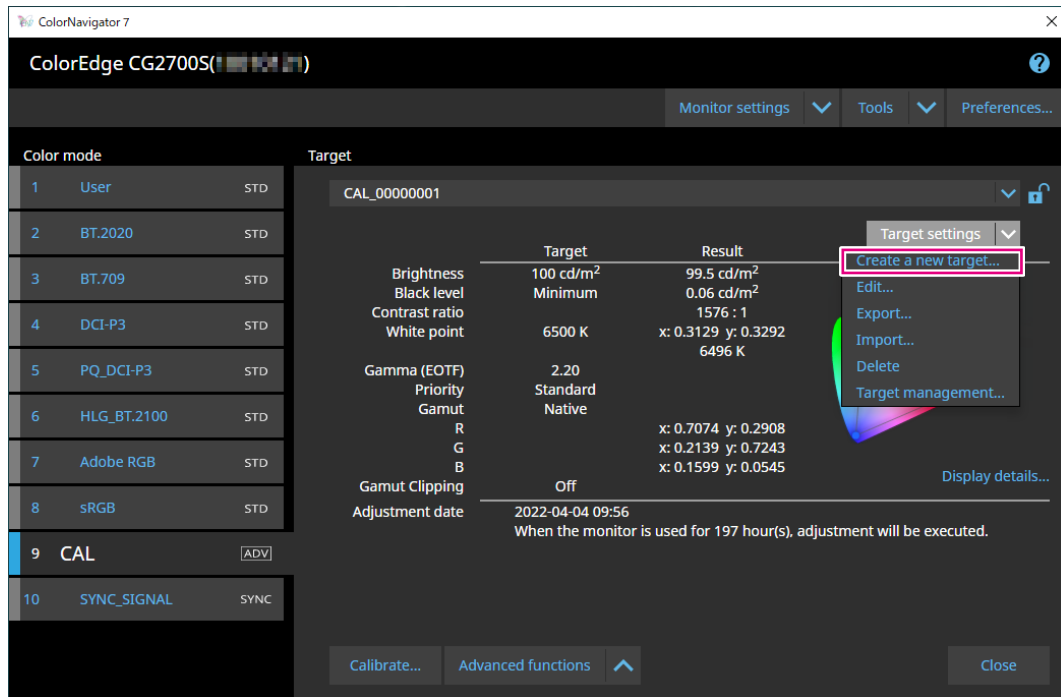 ColorNavigator 7
ColorEdge CG2700S( )
Monitor settings Tools Preferences...
Color mode
Target
1 User STD
2 BT.2020 STD
3 BT.709 STD
4 DCI-P3 STD
5 PQ_DCI-P3 STD
6 HLG_BT.2100 STD
7 Adobe RGB STD
8 sRGB STD
9 CAL ADV
10 SYNC_SIGNAL SYNC
CAL_00000001
Target settings
Create a new target...
Edit...
Export...
Import...
Delete
Target management...
Target Result
Brightness 100 cd/m² 99.5 cd/m²
Black level Minimum 0.06 cd/m²
Contrast ratio 1576 : 1
White point 6500 K x: 0.3129 y: 0.3292
6496 K
Gamma (EOTF) 2.20
Priority Standard
Gamut Native
R x: 0.7074 y: 0.2908
G x: 0.2139 y: 0.7243
B x: 0.1599 y: 0.0545
Gamut Clipping Off
Display details...
Adjustment date 2022-04-04 09:56
When the monitor is used for 197 hour(s), adjustment will be executed.
Calibrate... Advanced functions Close